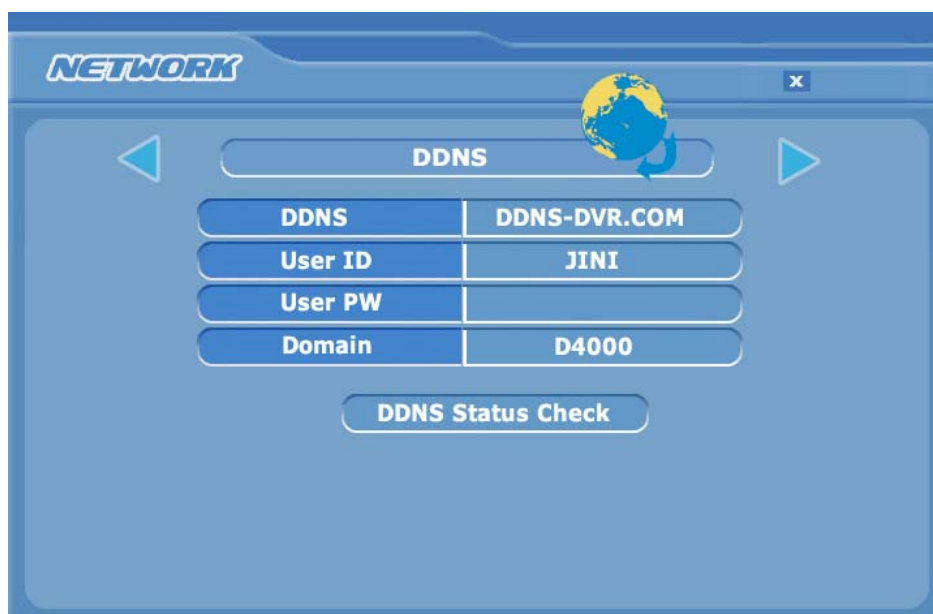 NETWORK
X
DDNS
DDNS DDNS-DVR.COM
User ID JINI
User PW
Domain D4000
DDNS Status Check